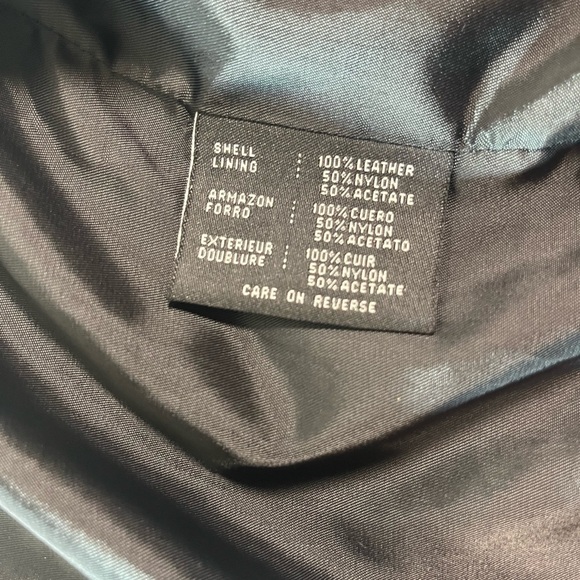 SHELL : 100% LEATHER
LINING : 50% NYLON
50% ACETATE
ARMAZON : 100% CUERO
FORRO : 50% NYLON
50% ACETATO
EXTERIEUR : 100% CUIR
DOUBLURE : 50% NYLON
50% ACETATE
CARE ON REVERSE